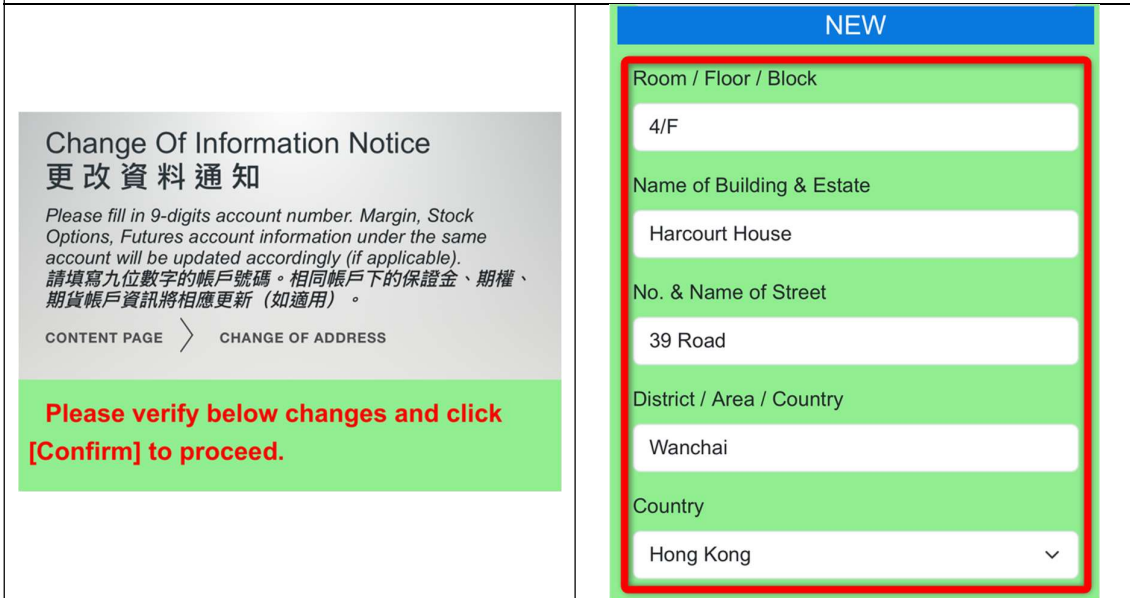 Change Of Information Notice
更改資料通知
Please fill in 9-digits account number. Margin, Stock
Options, Futures account information under the same
account will be updated accordingly (if applicable).
請填寫九位數字的帳戶號碼。相同帳戶下的保證金、期權、
期貨帳戶資訊將相應更新（如適用）。
CONTENT PAGE CHANGE OF ADDRESS
Please verify below changes and click
[Confirm] to proceed.
NEW
Room / Floor / Block
4/F
Name of Building & Estate
Harcourt House
No. & Name of Street
39 Road
District / Area / Country
Wanchai
Country
Hong Kong